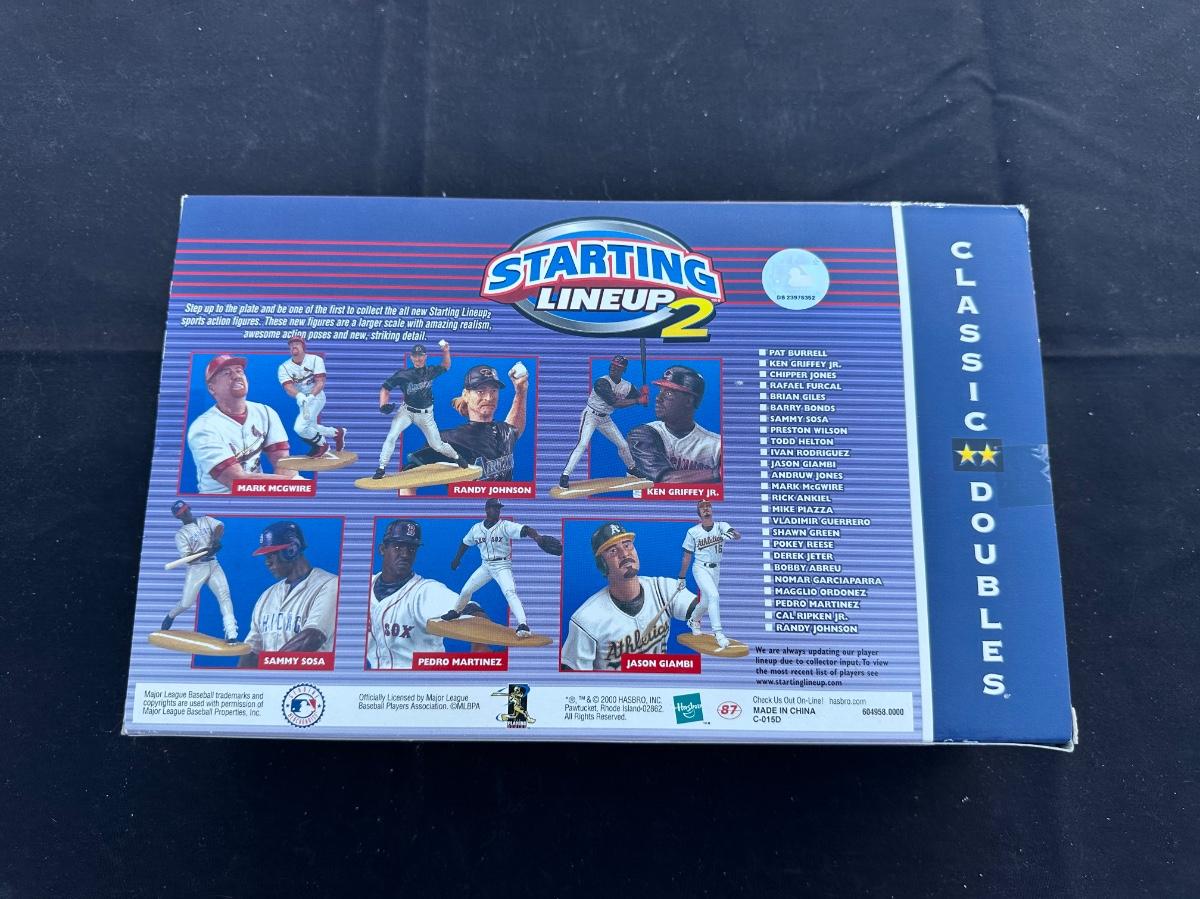 STARTING
LINEUP 2
DB 23976352
Step up to the plate and be one of the first to collect the all new Starting Lineup2
sports action figures. These new figures are a larger scale with amazing realism,
awesome action poses and new, striking detail.
MARK MCGWIRE
RANDY JOHNSON
KEN GRIFFEY JR.
SAMMY SOSA
PEDRO MARTINEZ
JASON GIAMBI
PAT BURRELL
KEN GRIFFEY JR.
CHIPPER JONES
RAFAEL FURCAL
BRIAN GILES
BARRY BONDS
SAMMY SOSA
PRESTON WILSON
TODD HELTON
IVAN RODRIGUEZ
JASON GIAMBI
ANDRUW JONES
MARK McGWIRE
RICK ANKIEL
MIKE PIAZZA
VLADIMIR GUERRERO
SHAWN GREEN
POKEY REESE
DEREK JETER
BOBBY ABREU
NOMAR GARCIAPARRA
MAGGLIO ORDONEZ
PEDRO MARTINEZ
CAL RIPKEN JR.
RANDY JOHNSON
We are always updating our player
lineup due to collector input. To view
the most recent list of players see
www.startinglineup.com
CLASSIC DOUBLES
Major League Baseball trademarks and
copyrights are used with permission of
Major League Baseball Properties, Inc.
Officially Licensed by Major League
Baseball Players Association. ©MLBPA
*®, ™& © 2000 HASBRO, INC.
Pawtucket, Rhode Island-02862.
All Rights Reserved.
Hasbro
87
Check Us Out On-Line! hasbro.com
MADE IN CHINA
C-015D
604958.0000